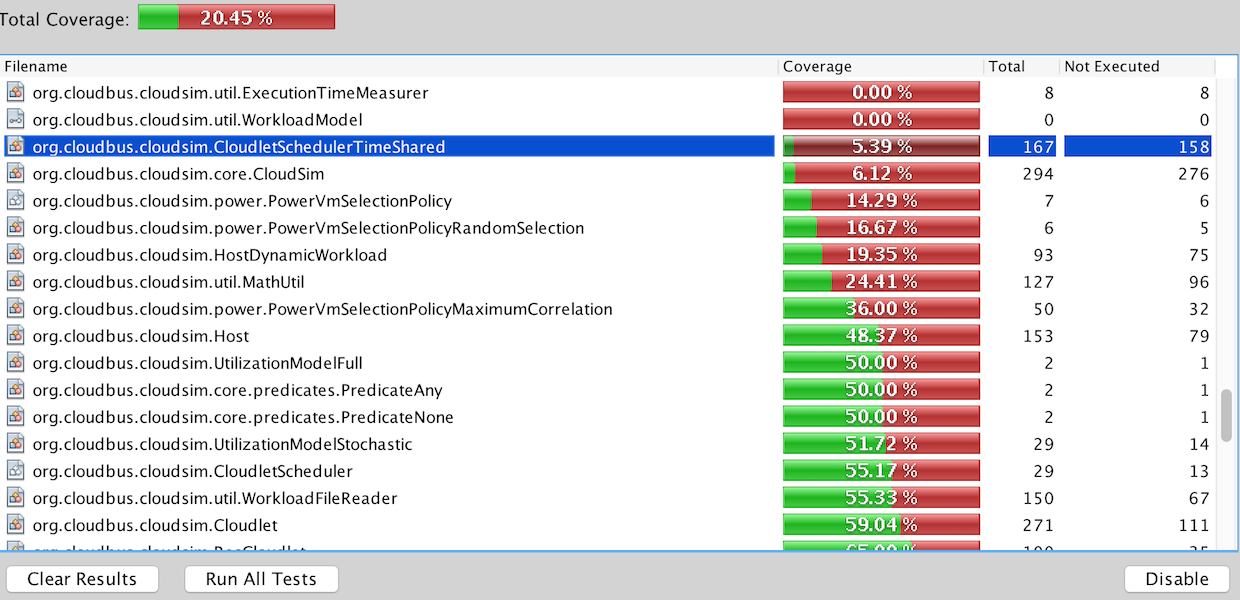 Total Coverage: 20.45 %
Filename Coverage Total Not Executed
org.cloudbus.cloudsim.util.ExecutionTimeMeasurer 0.00 % 8 8
org.cloudbus.cloudsim.util.WorkloadModel 0.00 % 0 0
org.cloudbus.cloudsim.CloudletSchedulerTimeShared 5.39 % 167 158
org.cloudbus.cloudsim.core.CloudSim 6.12 % 294 276
org.cloudbus.cloudsim.power.PowerVmSelectionPolicy 14.29 % 7 6
org.cloudbus.cloudsim.power.PowerVmSelectionPolicyRandomSelection 16.67 % 6 5
org.cloudbus.cloudsim.HostDynamicWorkload 19.35 % 93 75
org.cloudbus.cloudsim.util.MathUtil 24.41 % 127 96
org.cloudbus.cloudsim.power.PowerVmSelectionPolicyMaximumCorrelation 36.00 % 50 32
org.cloudbus.cloudsim.Host 48.37 % 153 79
org.cloudbus.cloudsim.UtilizationModelFull 50.00 % 2 1
org.cloudbus.cloudsim.core.predicates.PredicateAny 50.00 % 2 1
org.cloudbus.cloudsim.core.predicates.PredicateNone 50.00 % 2 1
org.cloudbus.cloudsim.UtilizationModelStochastic 51.72 % 29 14
org.cloudbus.cloudsim.CloudletScheduler 55.17 % 29 13
org.cloudbus.cloudsim.util.WorkloadFileReader 55.33 % 150 67
org.cloudbus.cloudsim.Cloudlet 59.04 % 271 111
Clear Results Run All Tests Disable